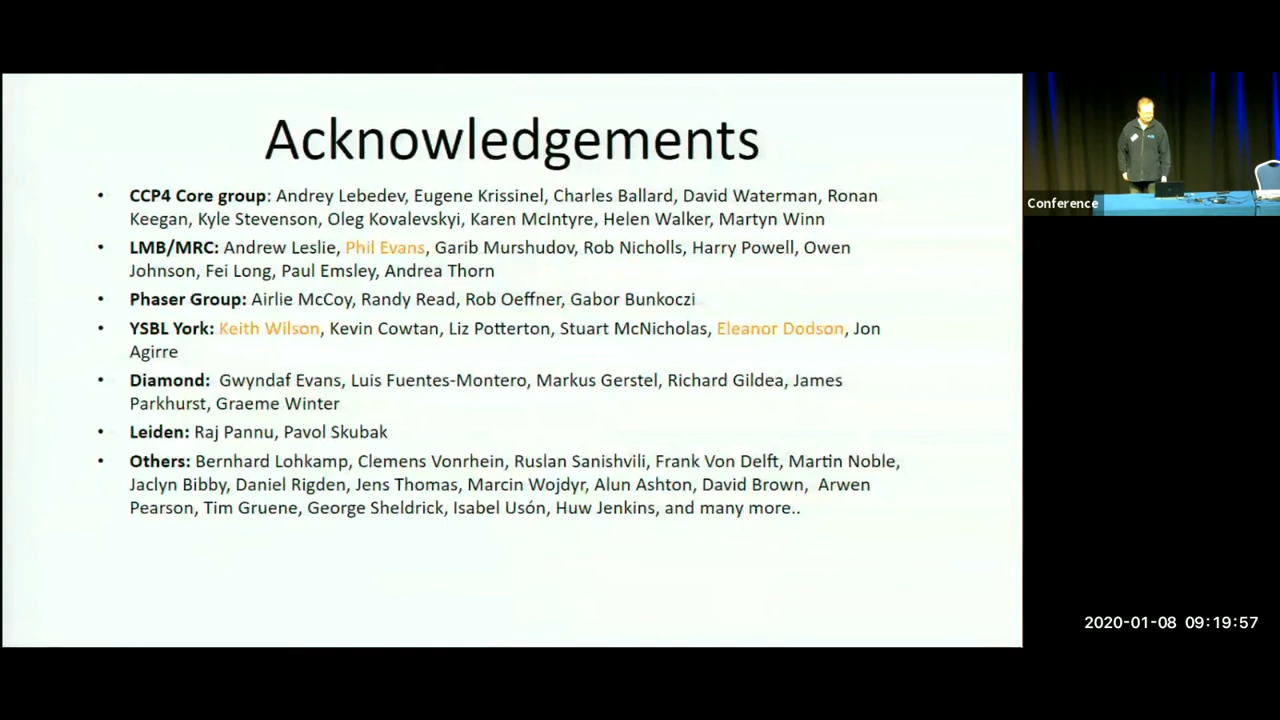 Acknowledgements
• CCP4 Core group: Andrey Lebedev, Eugene Krissinel, Charles Ballard, David Waterman, Ronan
Keegan, Kyle Stevenson, Oleg Kovalevskyi, Karen McIntyre, Helen Walker, Martyn Winn
• LMB/MRC: Andrew Leslie, Phil Evans, Garib Murshudov, Rob Nicholls, Harry Powell, Owen
Johnson, Fei Long, Paul Emsley, Andrea Thorn
• Phaser Group: Airlie McCoy, Randy Read, Rob Oeffner, Gabor Bunkoczi
• YSBL York: Keith Wilson, Kevin Cowtan, Liz Potterton, Stuart McNicholas, Eleanor Dodson, Jon
Agirre
• Diamond: Gwyndaf Evans, Luis Fuentes-Montero, Markus Gerstel, Richard Gildea, James
Parkhurst, Graeme Winter
• Leiden: Raj Pannu, Pavol Skubak
• Others: Bernhard Lohkamp, Clemens Vonrhein, Ruslan Sanishvili, Frank Von Delft, Martin Noble,
Jaclyn Bibby, Daniel Rigden, Jens Thomas, Marcin Wojdyr, Alun Ashton, David Brown, Arwen
Pearson, Tim Gruene, George Sheldrick, Isabel Usón, Huw Jenkins, and many more..
Conference
2020-01-08 09:19:57